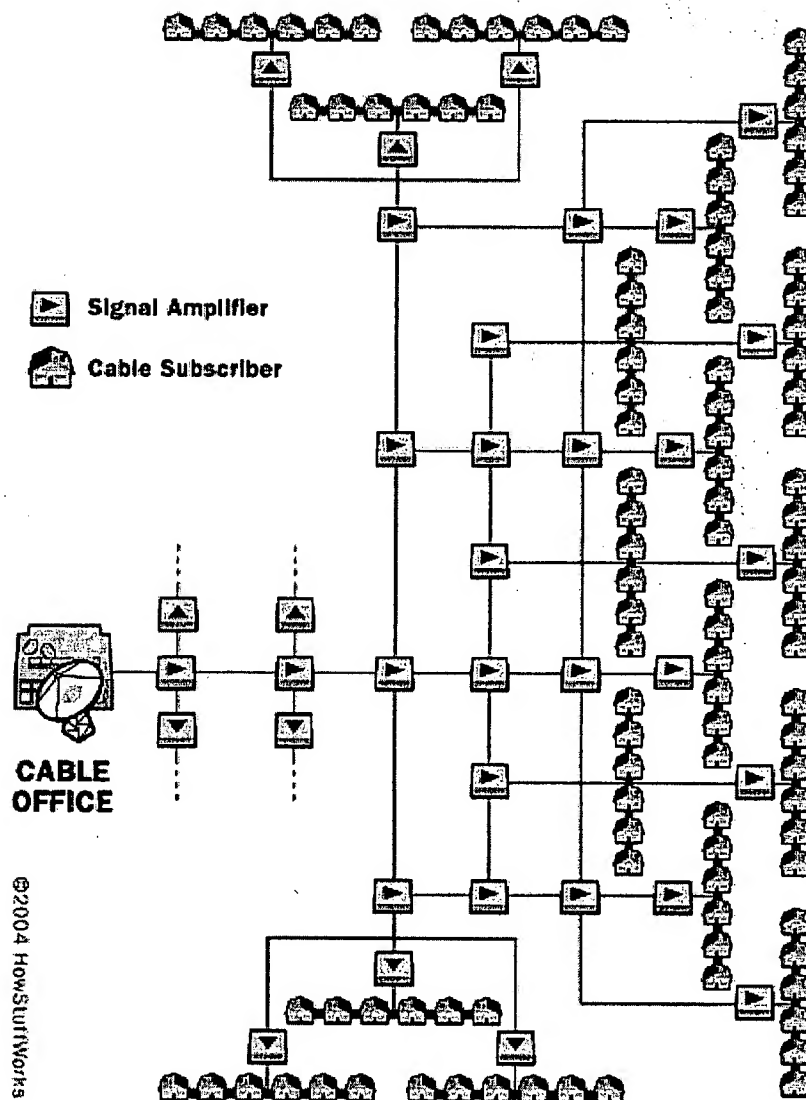 Signal Amplifier
Cable Subscriber
CABLE
OFFICE
©2004 HowStuffWorks